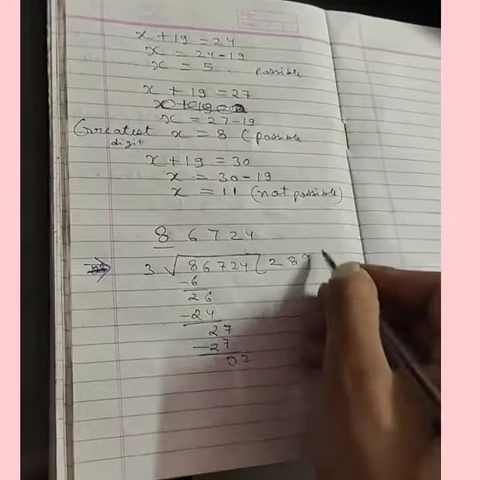 x + 19 = 24
x = 24 - 19
x = 5 possible
x + 19 = 27
x = 27 - 19
Greatest digit x = 8 (possible
x + 19 = 30
x = 30 - 19
x = 11 (not possible)
8 6 7 2 4
3 √ 86724 ( 2 8 9
-6
26
-24
27
-27
02